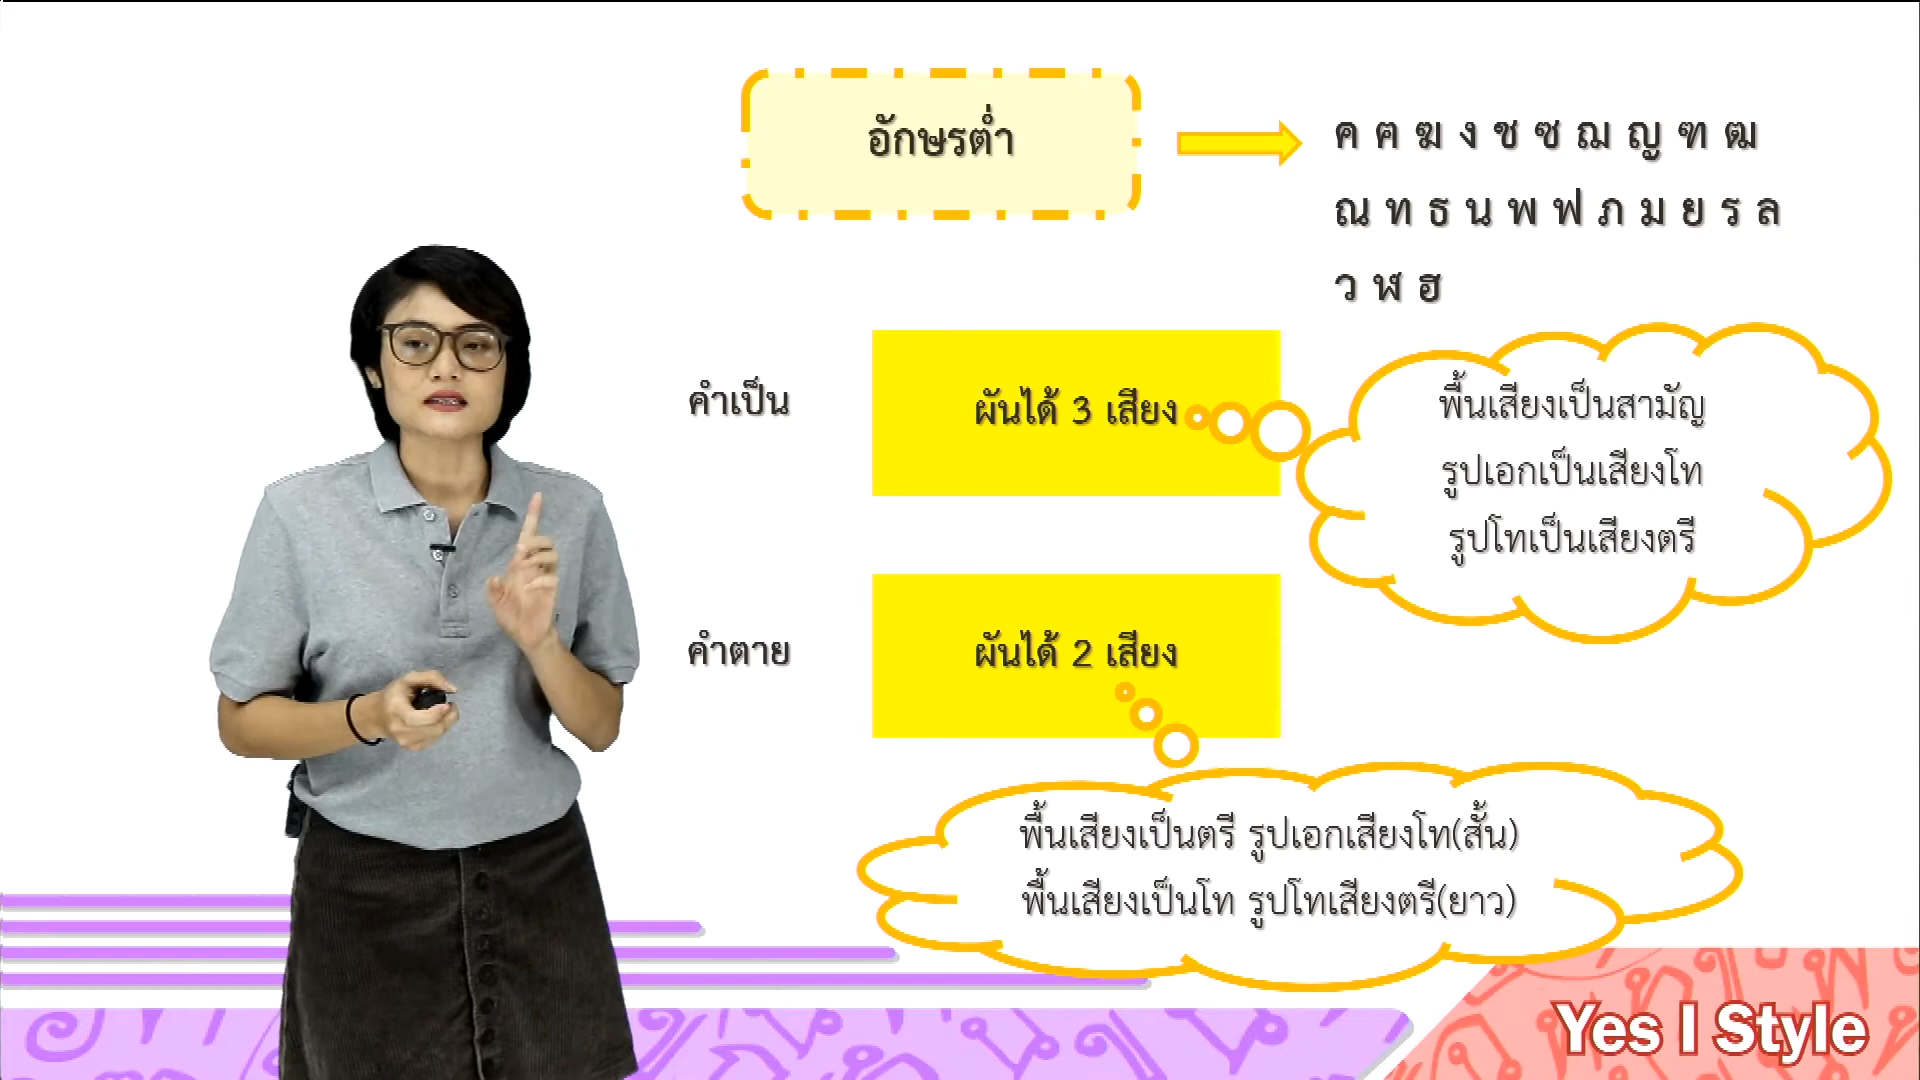 อักษรต่ำ
ค ฅ ฆ ง ช ซ ฌ ญ ฑ ฒ
ณ ท ธ น พ ฟ ภ ม ย ร ล
ว ฬ ฮ
คำเป็น
ผันได้ 3 เสียง
พื้นเสียงเป็นสามัญ
รูปเอกเป็นเสียงโท
รูปโทเป็นเสียงตรี
คำตาย
ผันได้ 2 เสียง
พื้นเสียงเป็นตรี รูปเอกเสียงโท(สั้น)
พื้นเสียงเป็นโท รูปโทเสียงตรี(ยาว)
Yes I Style